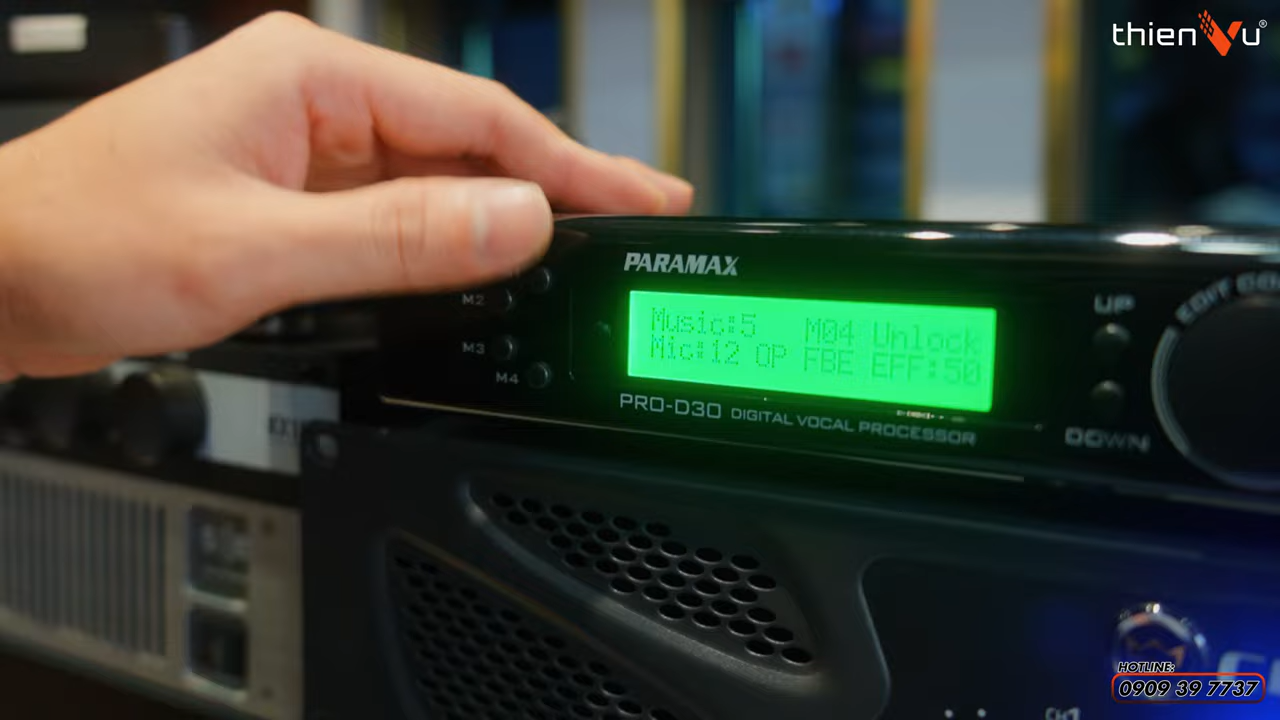 thienVu®
PARAMAX
M2
M3
M4
Music:5 M04 Unlock
Mic:12 OP FBE EFF:50
PRO-D30 DIGITAL VOCAL PROCESSOR
UP
DOWN
EDIT
HOTLINE:
0909 39 7737